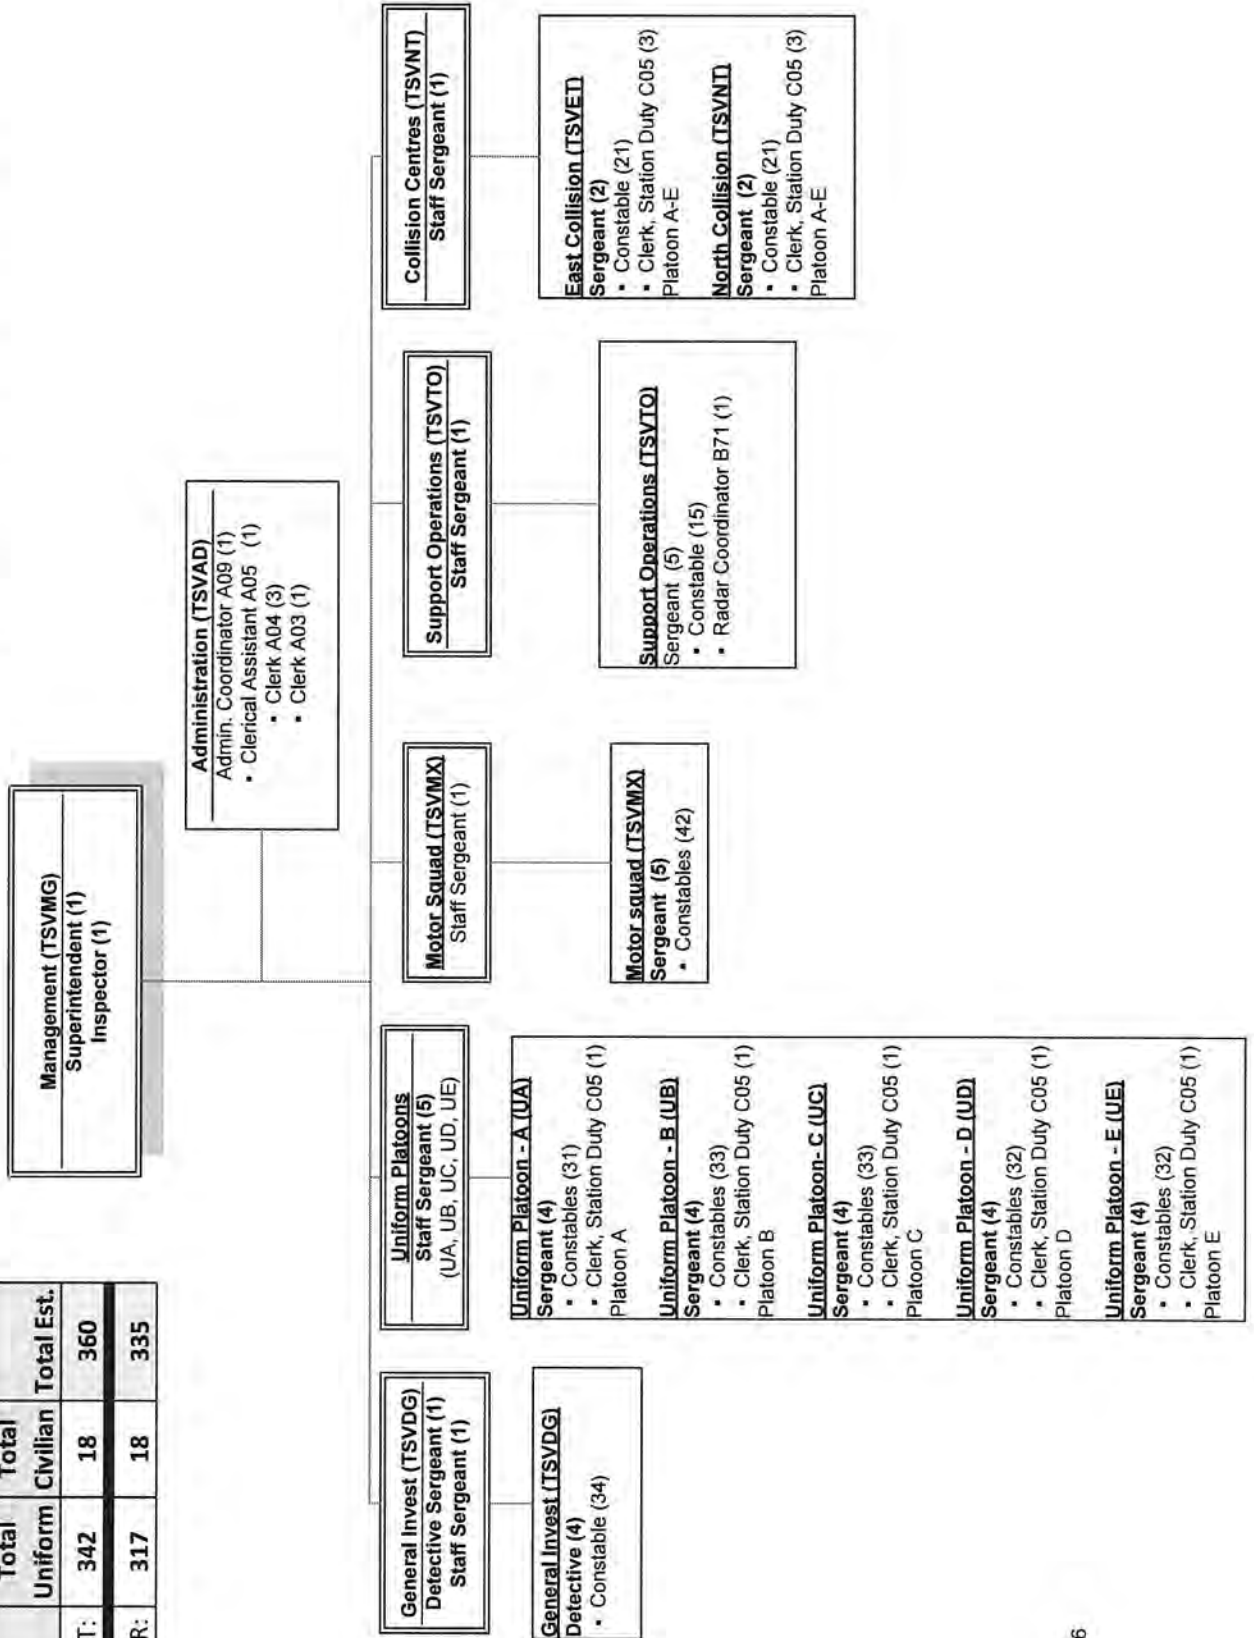 Total Total
Uniform Civilian Total Est.
T: 342 18 360
R: 317 18 335
Management (TSVMG)
Superintendent (1)
Inspector (1)
Administration (TSVAD)
Admin. Coordinator A09 (1)
▪ Clerical Assistant A05 (1)
▪ Clerk A04 (3)
▪ Clerk A03 (1)
General Invest (TSVDG)
Detective Sergeant (1)
Staff Sergeant (1)
General Invest (TSVDG)
Detective (4)
▪ Constable (34)
Uniform Platoons
Staff Sergeant (5)
(UA, UB, UC, UD, UE)
Uniform Platoon - A (UA)
Sergeant (4)
▪ Constables (31)
▪ Clerk, Station Duty C05 (1)
Platoon A
Uniform Platoon - B (UB)
Sergeant (4)
▪ Constables (33)
▪ Clerk, Station Duty C05 (1)
Platoon B
Uniform Platoon- C (UC)
Sergeant (4)
▪ Constables (33)
▪ Clerk, Station Duty C05 (1)
Platoon C
Uniform Platoon - D (UD)
Sergeant (4)
▪ Constables (32)
▪ Clerk, Station Duty C05 (1)
Platoon D
Uniform Platoon - E (UE)
Sergeant (4)
▪ Constables (32)
▪ Clerk, Station Duty C05 (1)
Platoon E
Motor Squad (TSVMX)
Staff Sergeant (1)
Motor squad (TSVMX)
Sergeant (5)
▪ Constables (42)
Support Operations (TSVTO)
Staff Sergeant (1)
Support Operations (TSVTO)
Sergeant (5)
▪ Constable (15)
▪ Radar Coordinator B71 (1)
Collision Centres (TSVNT)
Staff Sergeant (1)
East Collision (TSVET)
Sergeant (2)
▪ Constable (21)
▪ Clerk, Station Duty C05 (3)
Platoon A-E
North Collision (TSVNT)
Sergeant (2)
▪ Constable (21)
▪ Clerk, Station Duty C05 (3)
Platoon A-E
6